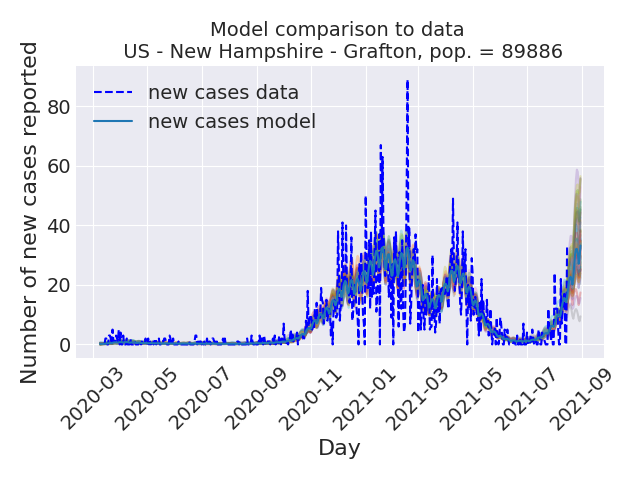 Model comparison to data
US - New Hampshire - Grafton, pop. = 89886
Number of new cases reported
80
60
40
20
0
new cases data
new cases model
2020-03
2020-05
2020-07
2020-09
2020-11
2021-01
2021-03
2021-05
2021-07
2021-09
Day